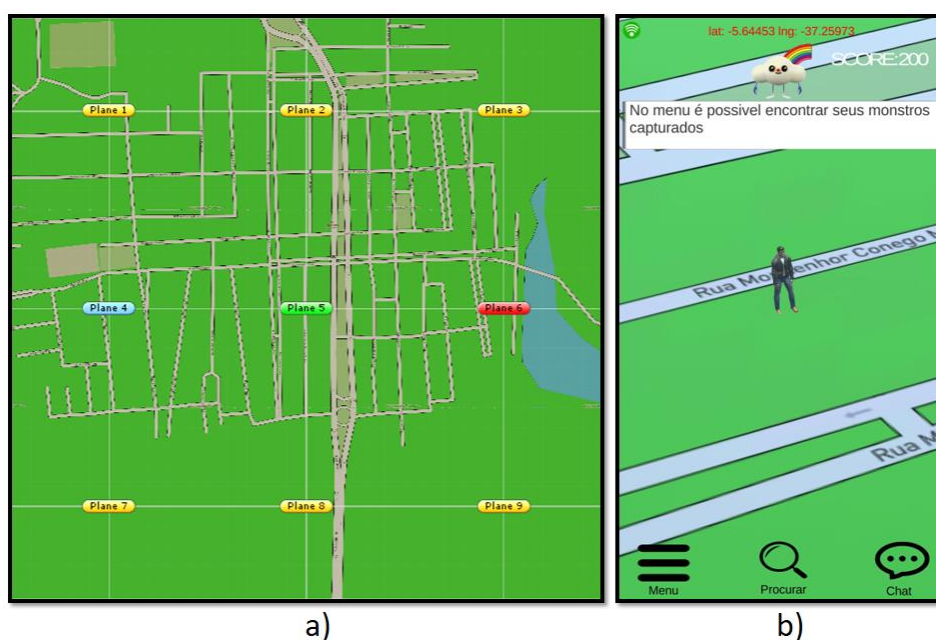 Plane 1
Plane 2
Plane 3
Plane 4
Plane 5
Plane 6
Plane 7
Plane 8
Plane 9
a)
lat: -5.64453 lng: -37.25973
SCORE:200
No menu é possivel encontrar seus monstros
capturados
Rua Conego
Rua
Menu
Procurar
Chat
b)